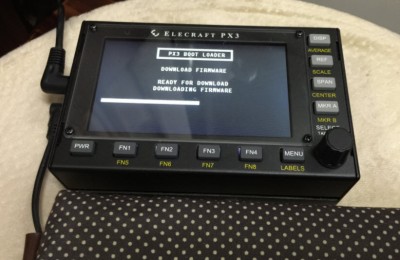 ELECRAFT PX3
PX3 BOOT LOADER
DOWNLOAD FIRMWARE
READY FOR DOWNLOAD
DOWNLOADING FIRMWARE
DISP
AVERAGE
REF
SCALE
SPAN
CENTER
MKR A
MKR B
SELECT
PWR
FN1
FN2
FN3
FN4
MENU
FN5
FN6
FN7
FN8
LABELS